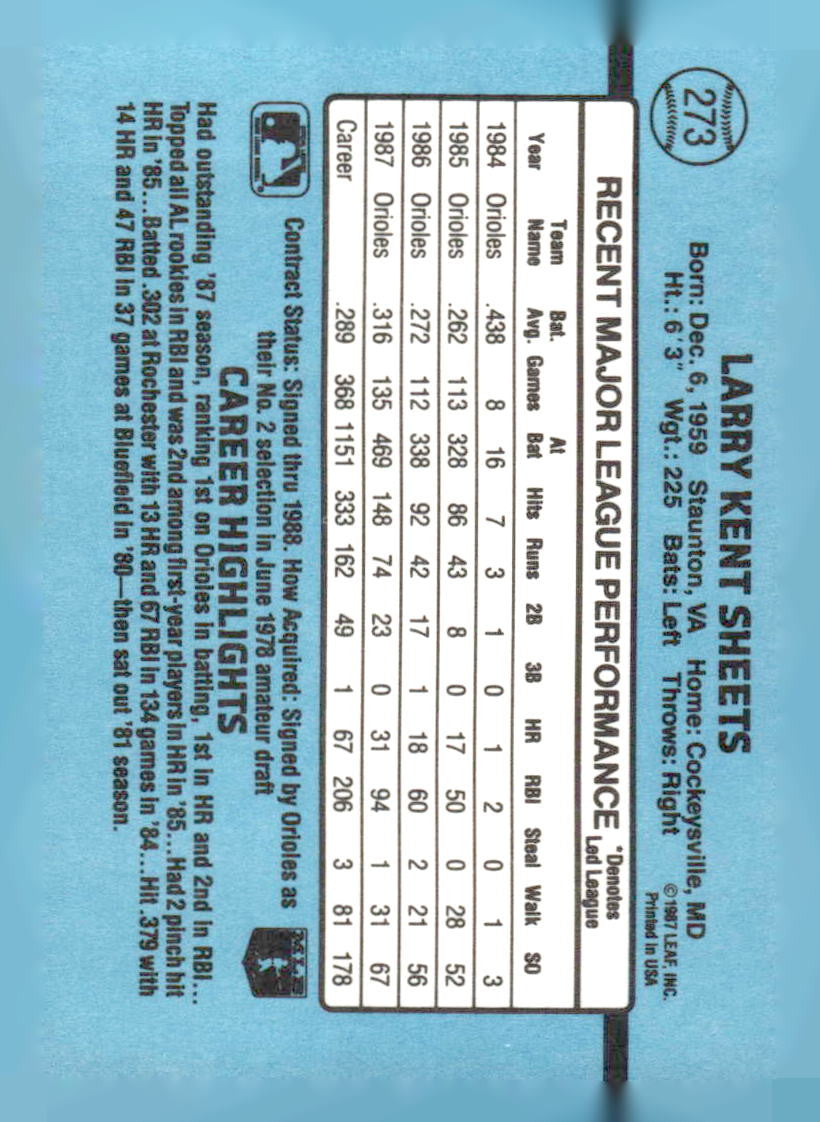 273
LARRY KENT SHEETS
Born: Dec. 6, 1959 Staunton, VA Home: Cockeysville, MD
Ht.: 6'3" Wgt.: 225 Bats: Left Throws: Right
©1987 LEAF, INC.
Printed in USA
RECENT MAJOR LEAGUE PERFORMANCE *Denotes Led League
Year Team Name Bat. Avg. Games At Bat Hits Runs 2B 3B HR RBI Steal Walk SO
1984 Orioles .438 8 16 7 3 1 0 1 2 0 1 3
1985 Orioles .262 113 328 86 43 8 0 17 50 0 28 52
1986 Orioles .272 112 338 92 42 17 1 18 60 2 21 56
1987 Orioles .316 135 469 148 74 23 0 31 94 1 31 67
Career .289 368 1151 333 162 49 1 67 206 3 81 178
Contract Status: Signed thru 1988. How Acquired: Signed by Orioles as
their No. 2 selection in June 1978 amateur draft
MLB
CAREER HIGHLIGHTS
Had outstanding '87 season, ranking 1st on Orioles in batting, 1st in HR and 2nd in RBI...
Topped all AL rookies in RBI and was 2nd among first-year players in HR in '85...Had 2 pinch hit
HR in '85...Batted .302 at Rochester with 13 HR and 67 RBI in 134 games in '84...Hit .379 with
14 HR and 47 RBI in 37 games at Bluefield in '80—then sat out '81 season.